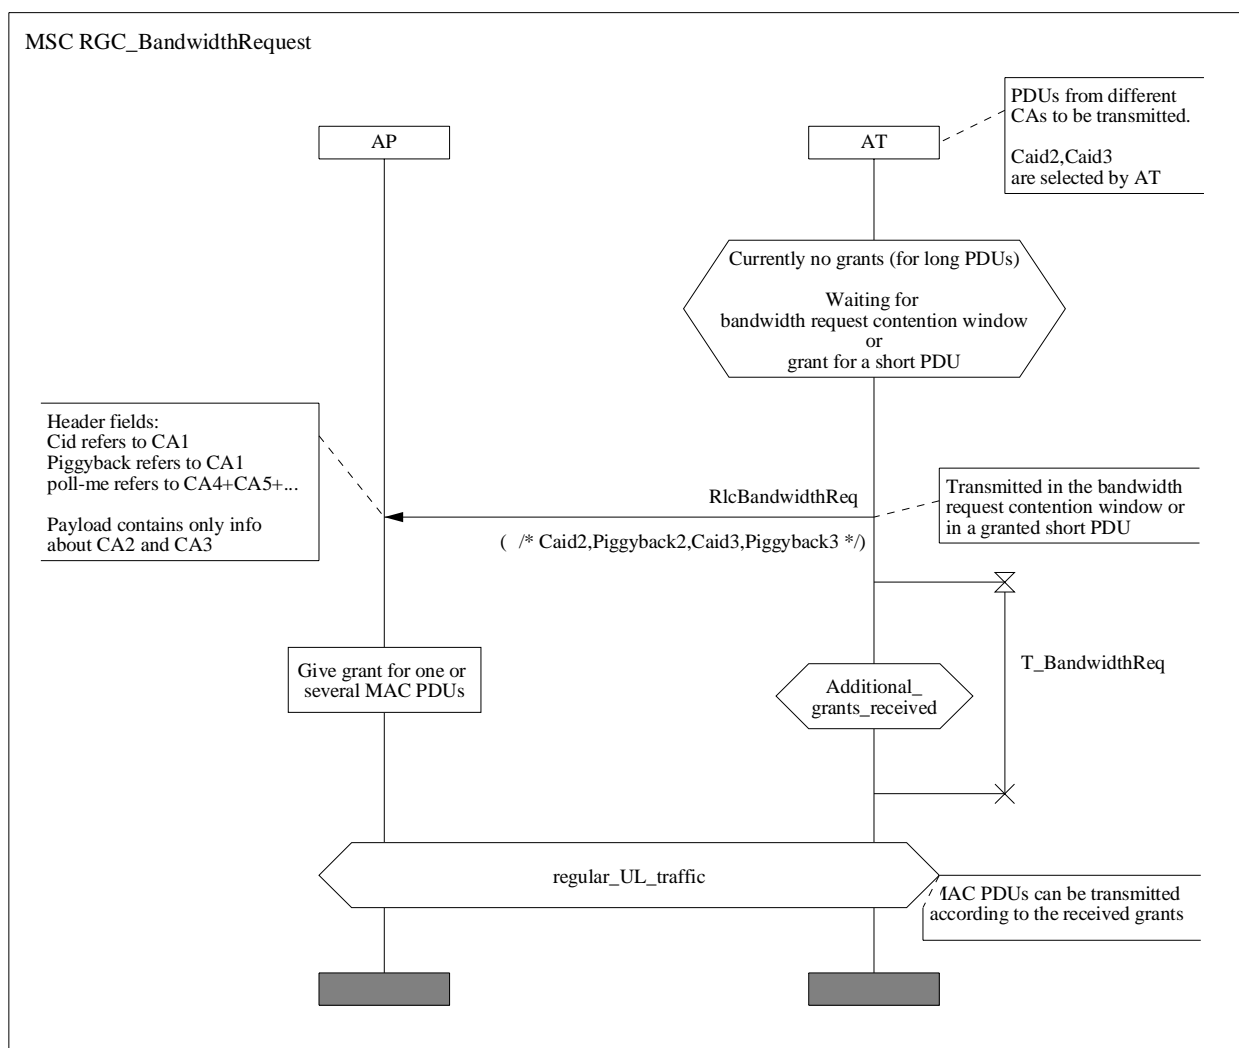 MSC RGC_BandwidthRequest
PDUs from different
CAs to be transmitted.
Caid2,Caid3
are selected by AT
AP
AT
Currently no grants (for long PDUs)
Waiting for
bandwidth request contention window
or
grant for a short PDU
Header fields:
Cid refers to CA1
Piggyback refers to CA1
poll-me refers to CA4+CA5+...
Payload contains only info
about CA2 and CA3
RlcBandwidthReq
( /* Caid2,Piggyback2,Caid3,Piggyback3 */)
Transmitted in the bandwidth
request contention window or
in a granted short PDU
Give grant for one or
several MAC PDUs
T_BandwidthReq
Additional_
grants_received
regular_UL_traffic
MAC PDUs can be transmitted
according to the received grants